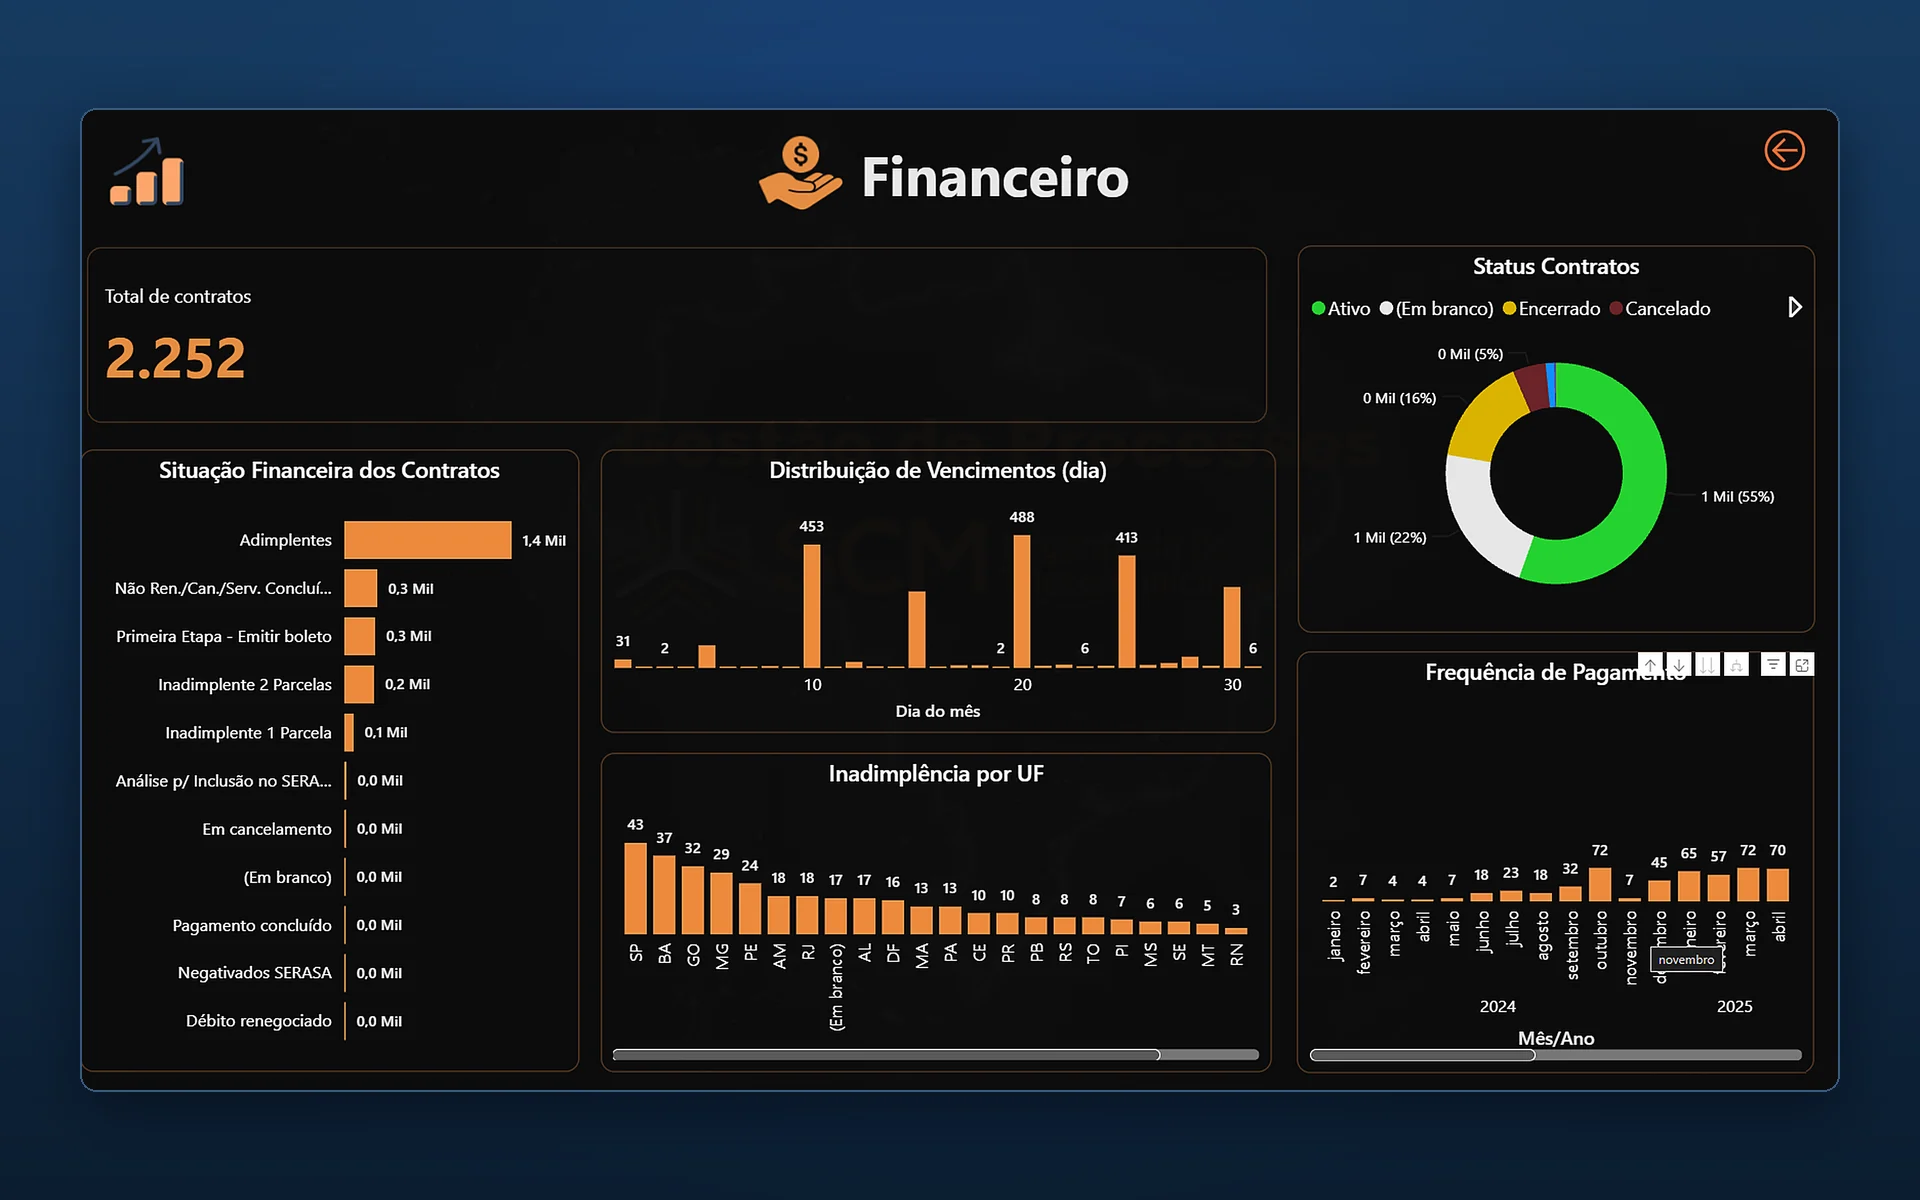 $
Financeiro
Total de contratos
2.252
Status Contratos
Ativo (Em branco) Encerrado Cancelado
0 Mil (5%)
0 Mil (16%)
1 Mil (22%)
1 Mil (55%)
Situação Financeira dos Contratos
Adimplentes 1,4 Mil
Não Ren./Can./Serv. Concluí... 0,3 Mil
Primeira Etapa - Emitir boleto 0,3 Mil
Inadimplente 2 Parcelas 0,2 Mil
Inadimplente 1 Parcela 0,1 Mil
Análise p/ Inclusão no SERA... 0,0 Mil
Em cancelamento 0,0 Mil
(Em branco) 0,0 Mil
Pagamento concluído 0,0 Mil
Negativados SERASA 0,0 Mil
Débito renegociado 0,0 Mil
Distribuição de Vencimentos (dia)
31 2 453 2 488 6 413 6
10 20 30
Dia do mês
Inadimplência por UF
43 37 32 29 24 18 18 17 17 16 13 13 10 10 8 8 8 7 6 6 5 3
SP BA GO MG PE AM RJ (Em branco) AL DF MA PA CE PR PB RS TO PI MS SE MT RN
Frequência de Pagamento
2 7 4 4 7 18 23 18 32 72 7 45 65 57 72 70
janeiro fevereiro março abril maio junho julho agosto setembro outubro novembro março abril
novembro
2024 2025
Mês/Ano